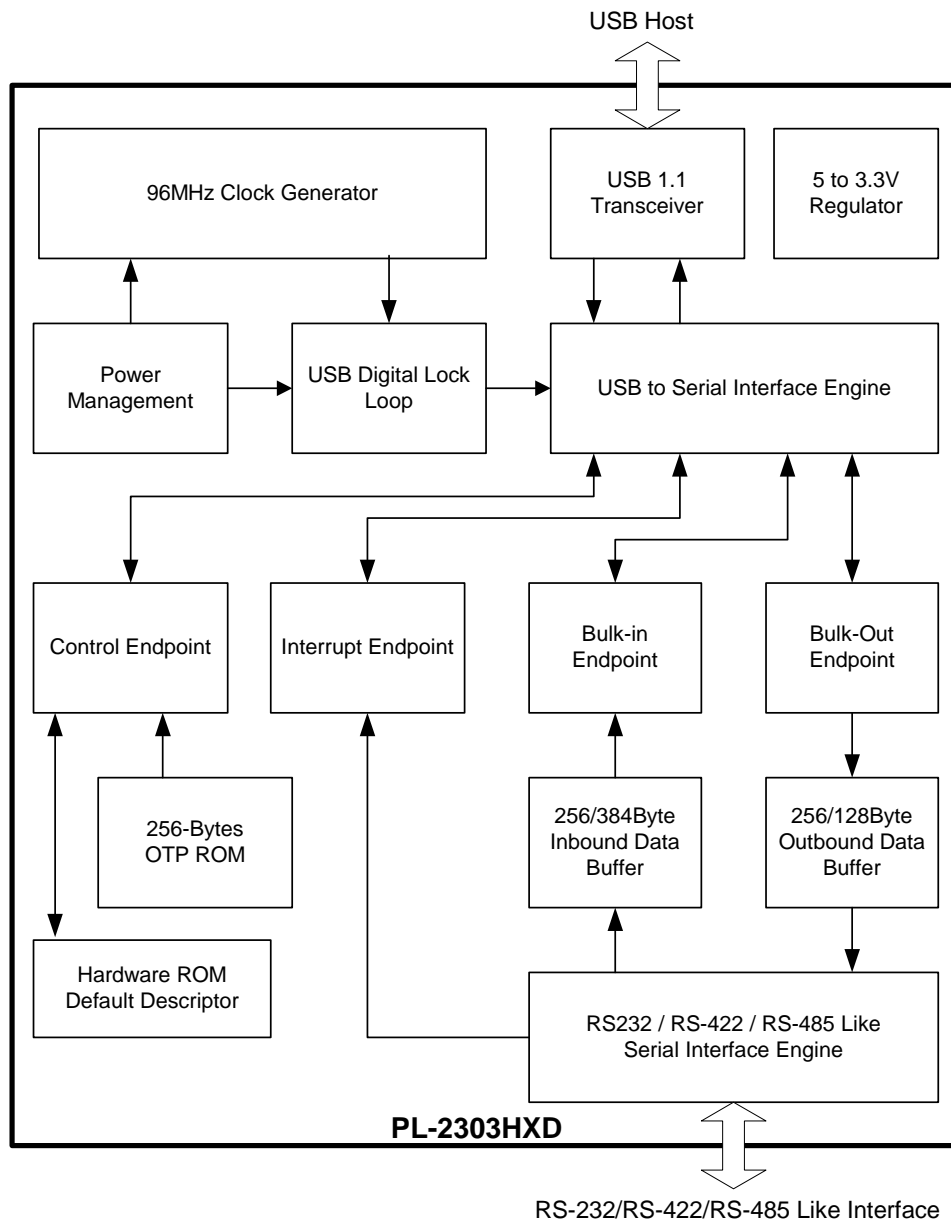 USB Host
96MHz Clock Generator
USB 1.1
Transceiver
5 to 3.3V
Regulator
Power
Management
USB Digital Lock
Loop
USB to Serial Interface Engine
Control Endpoint
Interrupt Endpoint
Bulk-in
Endpoint
Bulk-Out
Endpoint
256-Bytes
OTP ROM
256/384Byte
Inbound Data
Buffer
256/128Byte
Outbound Data
Buffer
Hardware ROM
Default Descriptor
RS232 / RS-422 / RS-485 Like
Serial Interface Engine
PL-2303HXD
RS-232/RS-422/RS-485 Like Interface